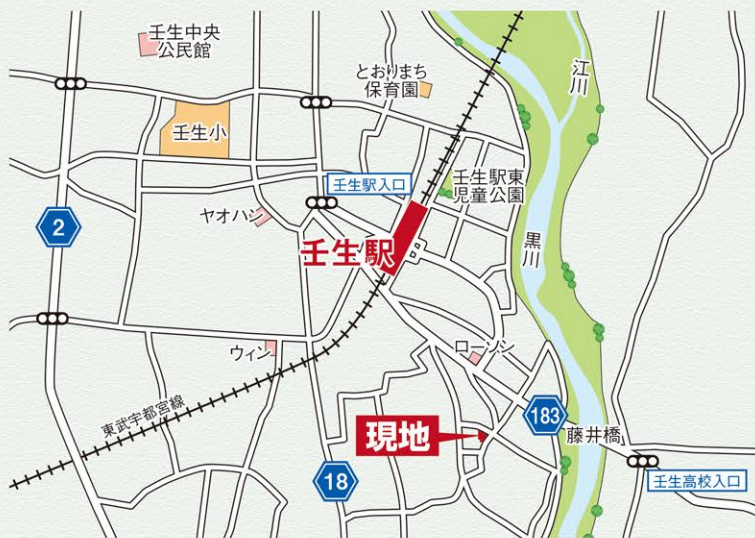 壬生中央
公民館
とおりまち
保育園
江川
壬生小
壬生駅入口
壬生駅東
児童公園
ヤオハン
2
黒川
壬生駅
ウィン
ローソン
東武宇都宮線
現地
183
藤井橋
18
壬生高校入口